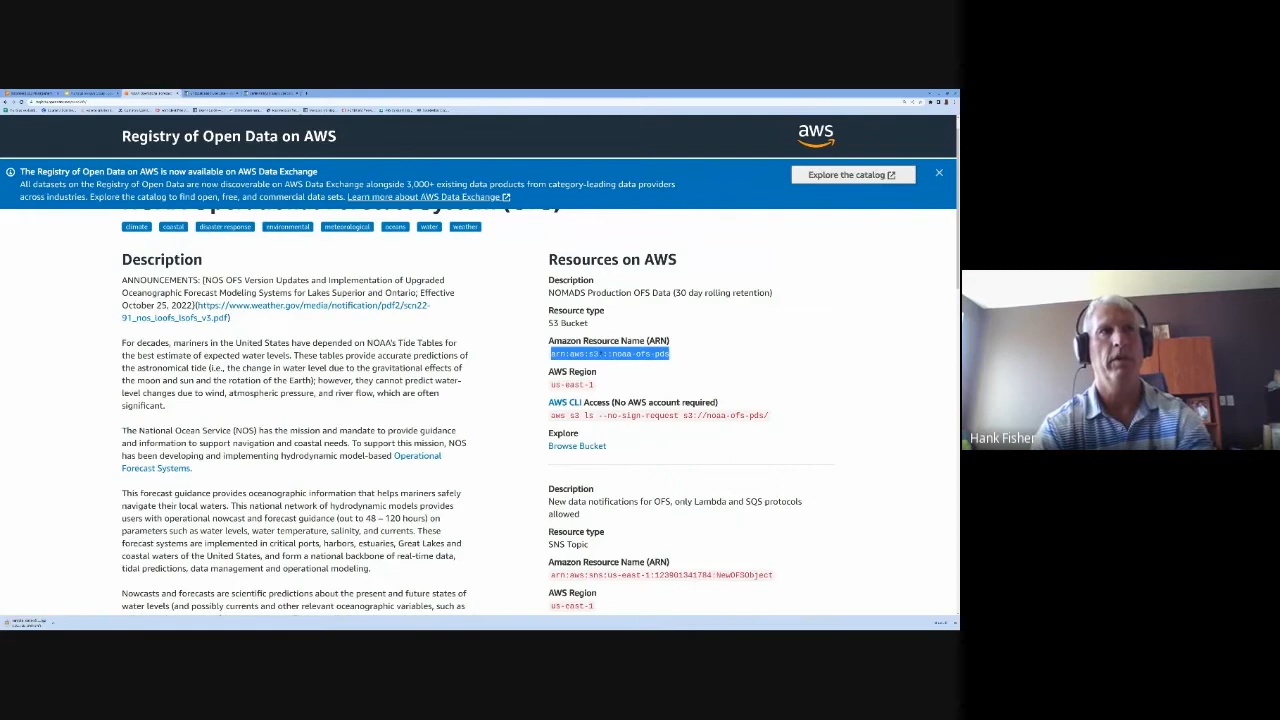 Registry of Open Data on AWS
aws
The Registry of Open Data on AWS is now available on AWS Data Exchange
All datasets on the Registry of Open Data are now discoverable on AWS Data Exchange alongside 3,000+ existing data products from category-leading data providers
across industries. Explore the catalog to find open, free, and commercial data sets. Learn more about AWS Data Exchange
Explore the catalog
climate coastal disaster response environmental meteorological oceans water weather
Description
ANNOUNCEMENTS: [NOS OFS Version Updates and Implementation of Upgraded
Oceanographic Forecast Modeling Systems for Lakes Superior and Ontario; Effective
October 25, 2022](https://www.weather.gov/media/notification/pdf2/scn22-
91_nos_loofs_lsofs_v3.pdf)
For decades, mariners in the United States have depended on NOAA's Tide Tables for
the best estimate of expected water levels. These tables provide accurate predictions of
the astronomical tide (i.e., the change in water level due to the gravitational effects of
the moon and sun and the rotation of the Earth); however, they cannot predict water-
level changes due to wind, atmospheric pressure, and river flow, which are often
significant.
The National Ocean Service (NOS) has the mission and mandate to provide guidance
and information to support navigation and coastal needs. To support this mission, NOS
has been developing and implementing hydrodynamic model-based Operational
Forecast Systems.
This forecast guidance provides oceanographic information that helps mariners safely
navigate their local waters. This national network of hydrodynamic models provides
users with operational nowcast and forecast guidance (out to 48 – 120 hours) on
parameters such as water levels, water temperature, salinity, and currents. These
forecast systems are implemented in critical ports, harbors, estuaries, Great Lakes and
coastal waters of the United States, and form a national backbone of real-time data,
tidal predictions, data management and operational modeling.
Nowcasts and forecasts are scientific predictions about the present and future states of
water levels (and possibly currents and other relevant oceanographic variables, such as
Resources on AWS
Description
NOMADS Production OFS Data (30 day rolling retention)
Resource type
S3 Bucket
Amazon Resource Name (ARN)
arn:aws:s3:::noaa-ofs-pds
AWS Region
us-east-1
AWS CLI Access (No AWS account required)
aws s3 ls --no-sign-request s3://noaa-ofs-pds/
Explore
Browse Bucket
Description
New data notifications for OFS, only Lambda and SQS protocols
allowed
Resource type
SNS Topic
Amazon Resource Name (ARN)
arn:aws:sns:us-east-1:123901341784:NewOFSObject
AWS Region
us-east-1
Hank Fisher